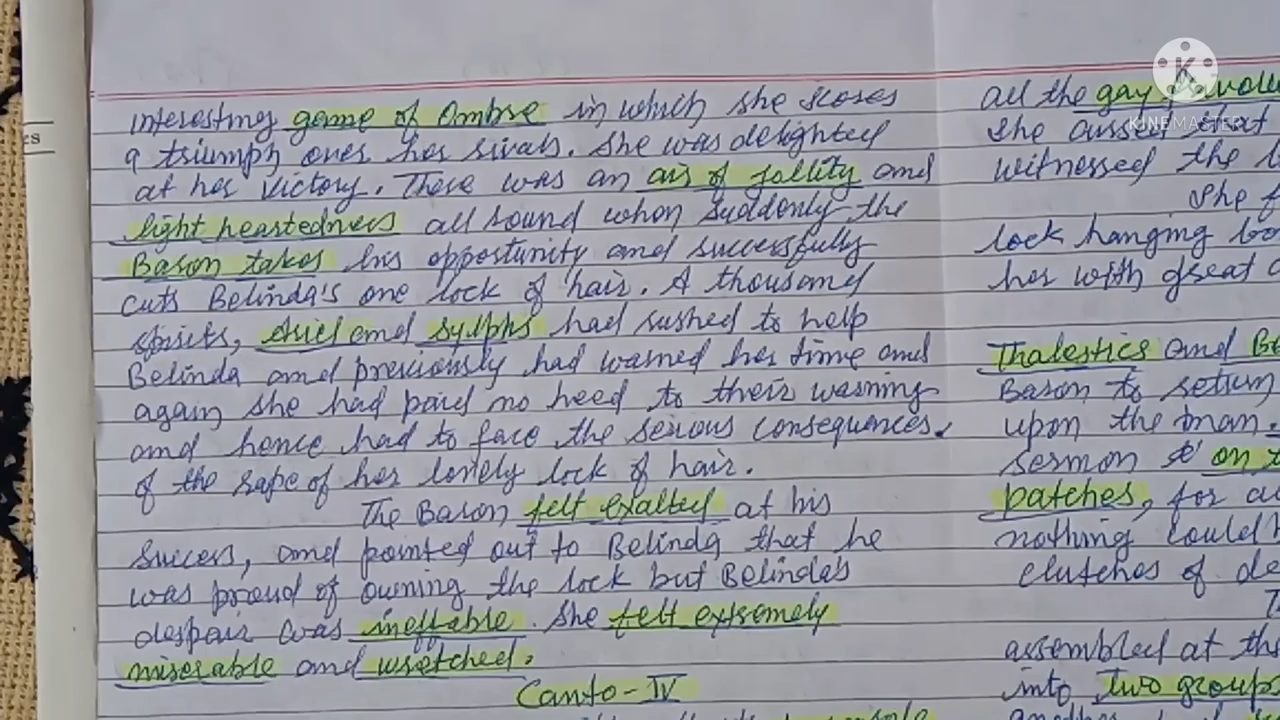 interesting game of Ombre in which she scores
a triumph over her rivals. She was delighted
at her victory. There was an air of jollity and
light heartedness all round when suddenly the
Baron takes his opportunity and successfully
cuts Belinda's one lock of hair. A thousand
spirits, and sylphs had rushed to help
Belinda and previously had warned her time and
again she had paid no heed to their warning
and hence had to face the serious consequences.
of the rape of her lovely lock of hair.
The Baron felt exalted at his
success, and pointed out to Belinda that he
was proud of owning the lock but Belinda's
despair was ineffable. She felt extremely
miserable and wretched.
Canto-IV
all the gay
She that
witnessed the
She
lock hanging
her with great
Thalestris and
Baron to return
upon the man.
sermon on
patches, for
nothing could
clutches of
assembled at
into two groups
KINEMASTER